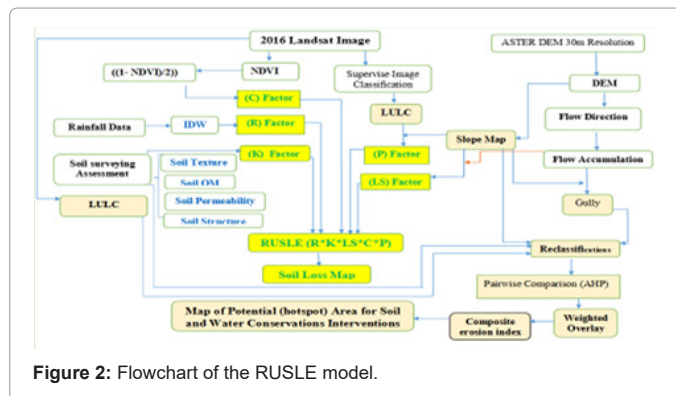 2016 Landsat Image
ASTER DEM 30m Resolution
((1- NDVI)/2))
NDVI
Supervise Image
Classification
DEM
(C) Factor
LULC
Flow Direction
Rainfall Data
IDW
(R) Factor
Slope Map
(K) Factor
(P) Factor
Flow Accumulation
Soil surveying
Assessment
Soil Texture
Soil OM
(LS) Factor
Gully
LULC
Soil Permeability
Soil Structure
RUSLE (R*K*LS*C*P)
Reclassifications
Soil Loss Map
Pairwise Comparison (AHP)
Map of Potential (hotspot) Area for Soil
and Water Conservations Interventions
Composite
erosion index
Weighted
Overlay
Figure 2: Flowchart of the RUSLE model.